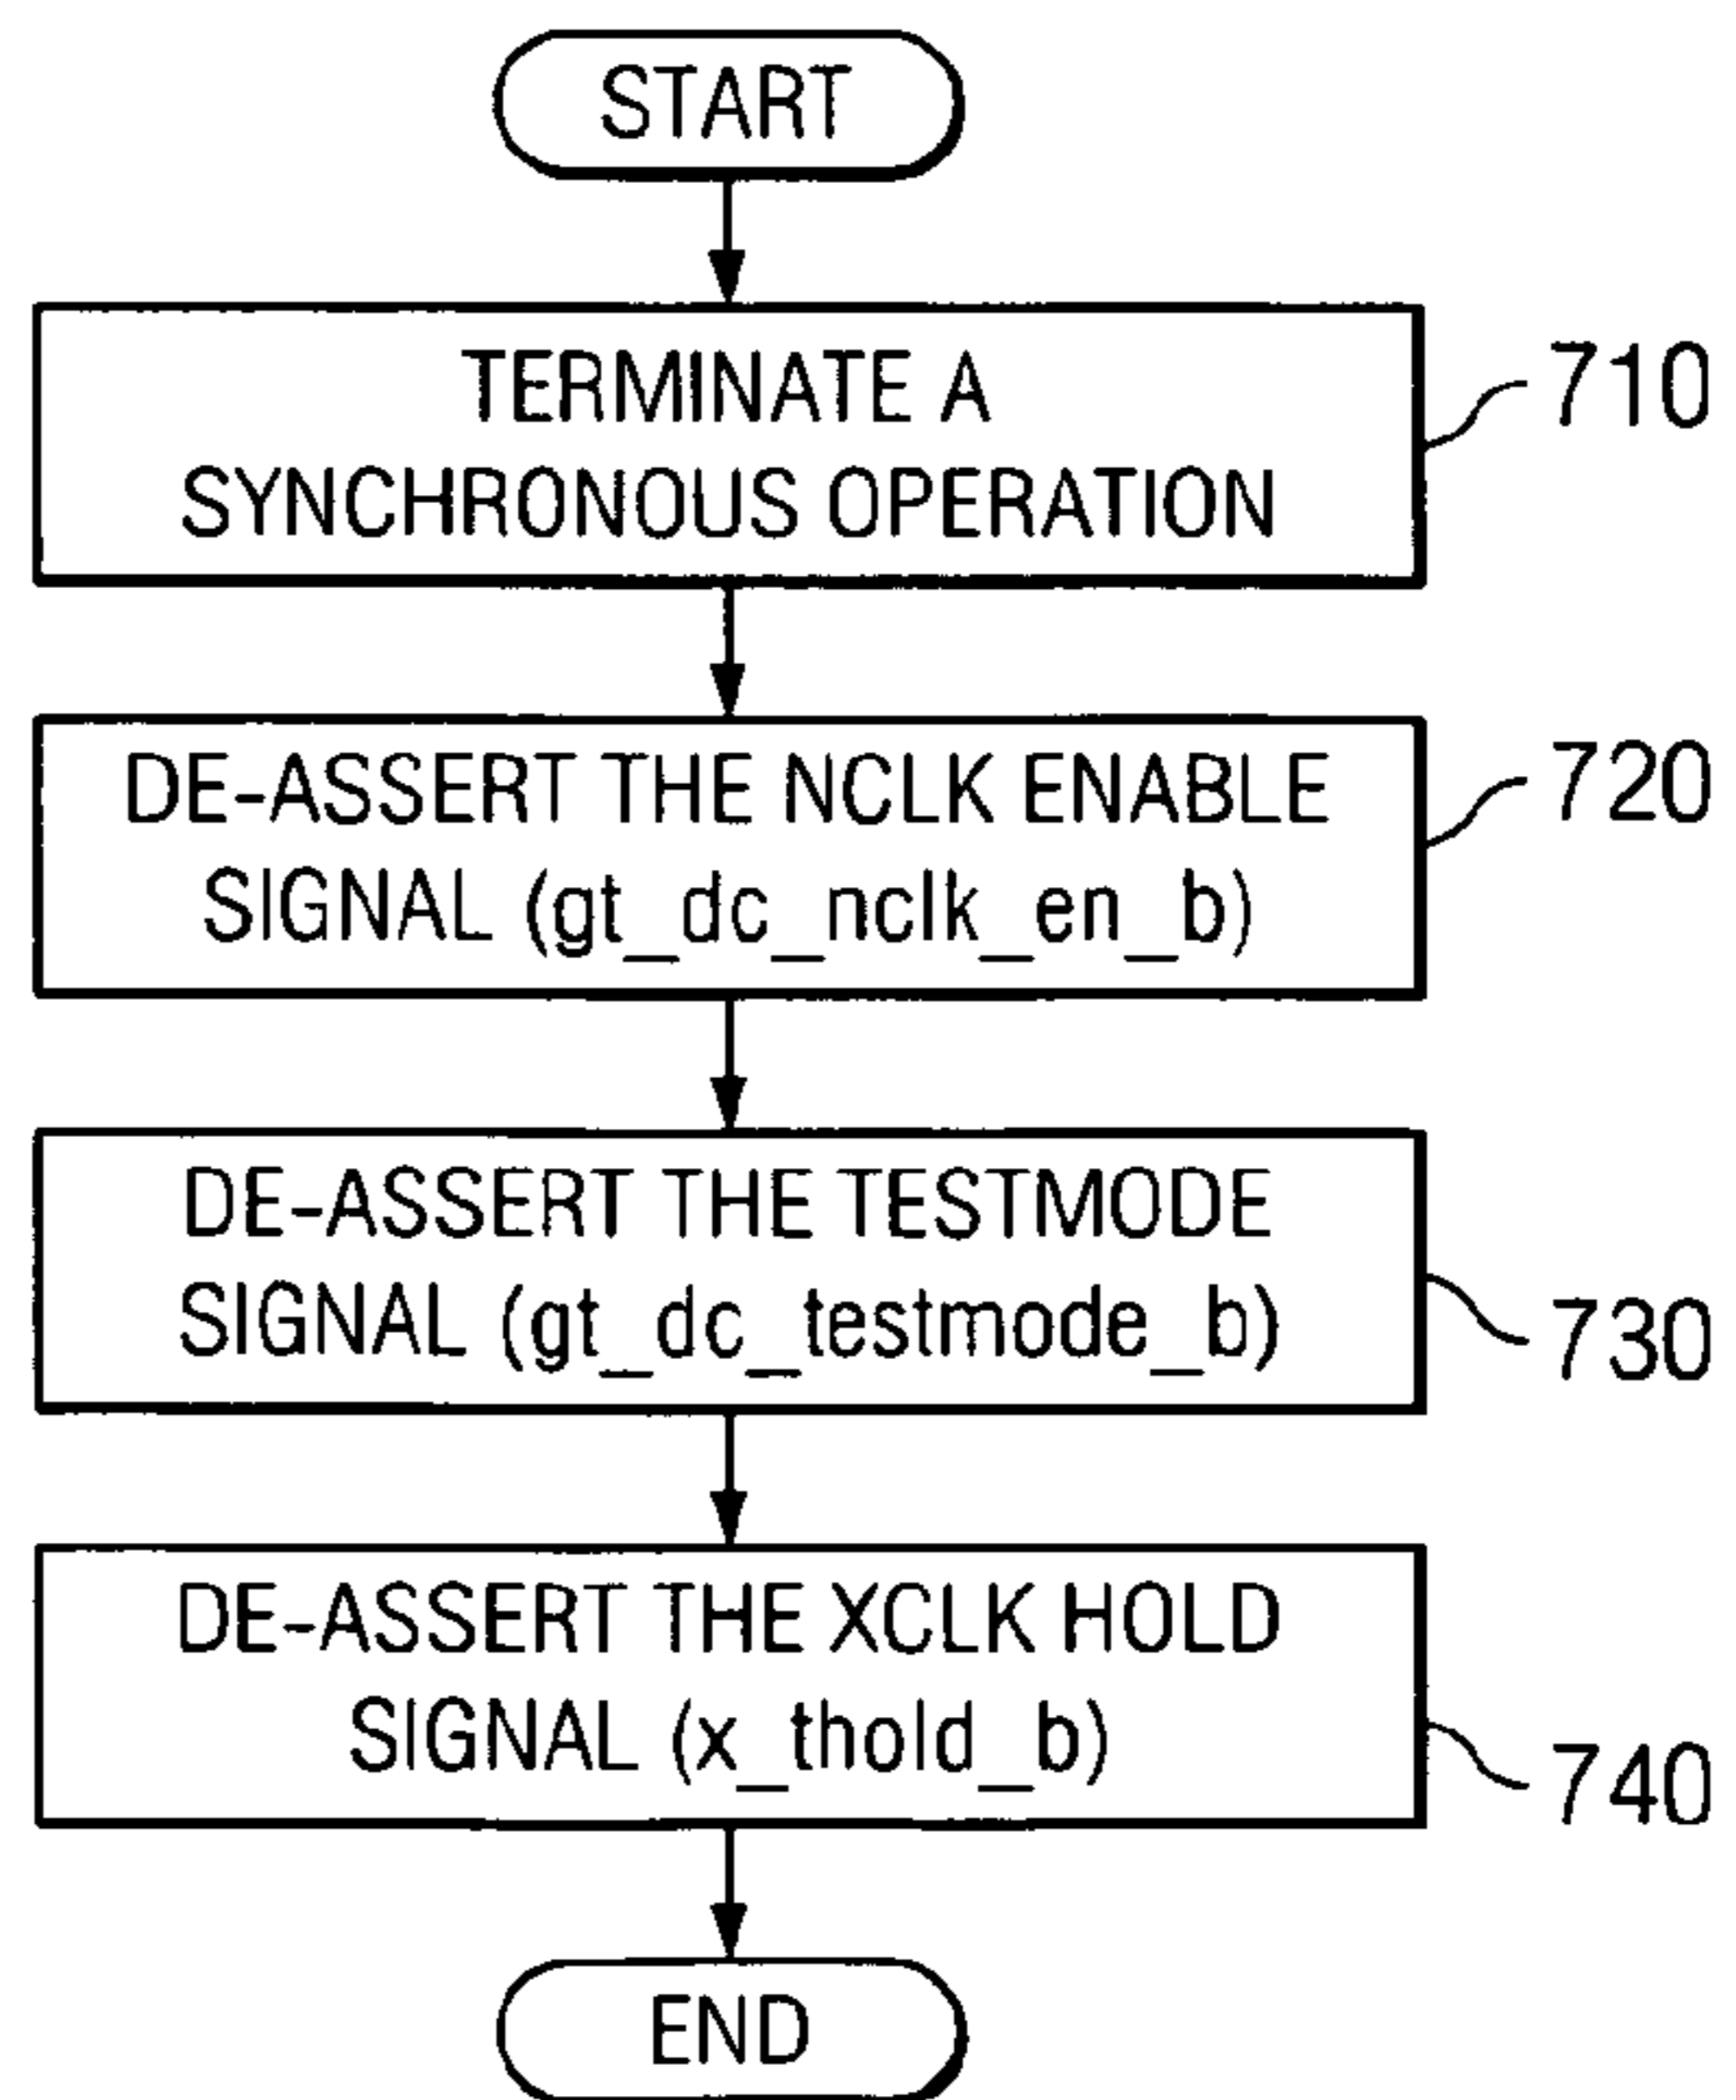 START
TERMINATE A
SYNCHRONOUS OPERATION
710
DE-ASSERT THE NCLK ENABLE
SIGNAL (gt_dc_nclk_en_b)
720
DE-ASSERT THE TESTMODE
SIGNAL (gt_dc_testmode_b)
730
DE-ASSERT THE XCLK HOLD
SIGNAL (x_thold_b)
740
END